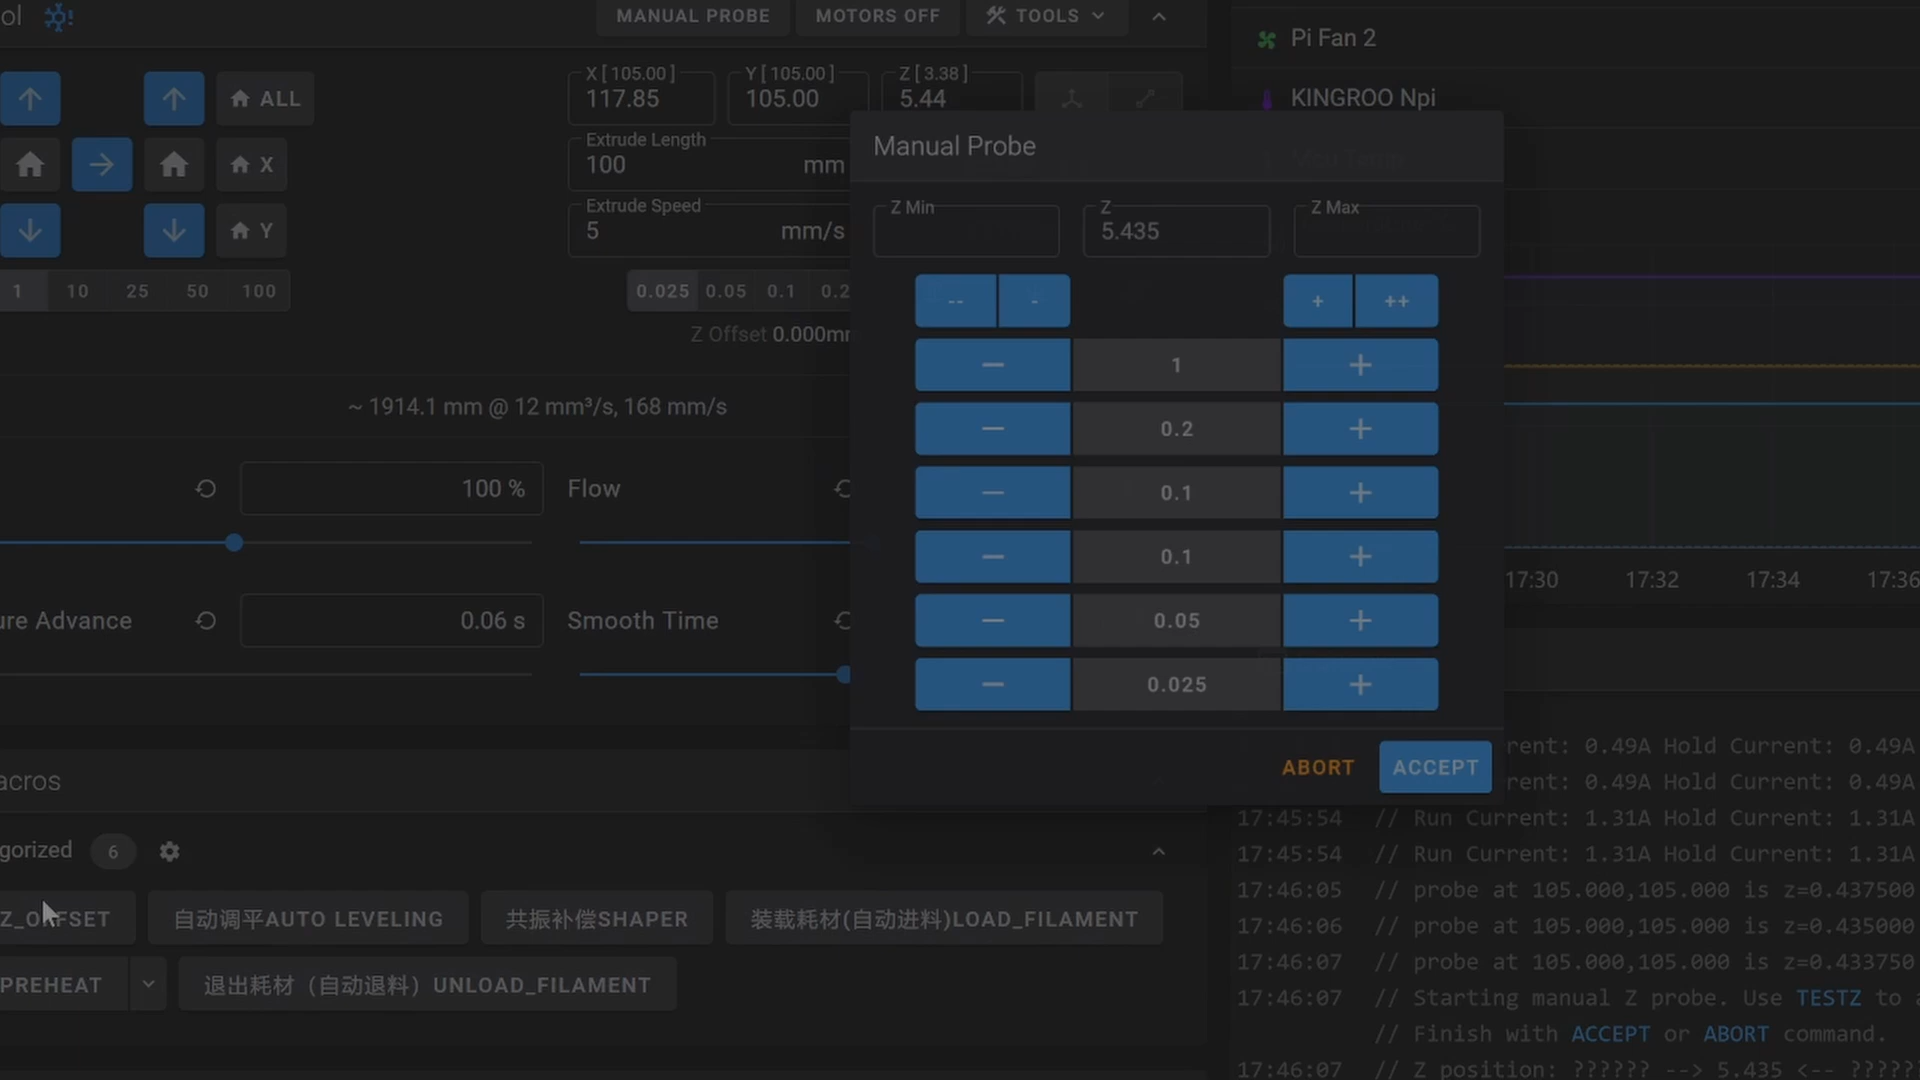 ol
MANUAL PROBE
MOTORS OFF
TOOLS
ALL
X
Y
1 10 25 50 100
X [ 105.00 ]
117.85
Y [ 105.00 ]
105.00
Z [ 3.38 ]
5.44
Extrude Length
100 mm
Extrude Speed
5 mm/s
0.025 0.05 0.1 0.2
Z Offset 0.000mm
~ 1914.1 mm @ 12 mm³/s, 168 mm/s
100 %
Flow
ure Advance
0.06 s
Smooth Time
acros
gorized 6
Z_OFFSET
自动调平AUTO LEVELING
共振补偿SHAPER
装载耗材(自动进料)LOAD_FILAMENT
PREHEAT
退出耗材（自动退料）UNLOAD_FILAMENT
Manual Probe
Z Min
Z
5.435
Z Max
-- - + ++
— 1 +
— 0.2 +
— 0.1 +
— 0.1 +
— 0.05 +
— 0.025 +
ABORT
ACCEPT
Pi Fan 2
KINGROO Npi
17:30 17:32 17:34 17:36
rent: 0.49A Hold Current: 0.49A
rent: 0.49A Hold Current: 0.49A
17:45:54 // Run Current: 1.31A Hold Current: 1.31A
17:45:54 // Run Current: 1.31A Hold Current: 1.31A
17:46:05 // probe at 105.000,105.000 is z=0.437500
17:46:06 // probe at 105.000,105.000 is z=0.435000
17:46:07 // probe at 105.000,105.000 is z=0.433750
17:46:07 // Starting manual Z probe. Use TESTZ to a
// Finish with ACCEPT or ABORT command.
17:46:07 // Z position: ?????? --> 5.435 <-- ?????